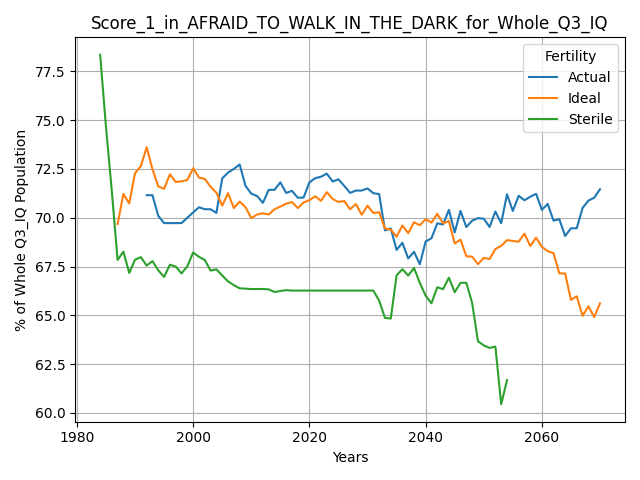 Score_1_in_AFRAID_TO_WALK_IN_THE_DARK_for_Whole_Q3_IQ
Fertility
Actual
Ideal
Sterile
% of Whole Q3_IQ Population
77.5
75.0
72.5
70.0
67.5
65.0
62.5
60.0
1980
2000
2020
2040
2060
Years